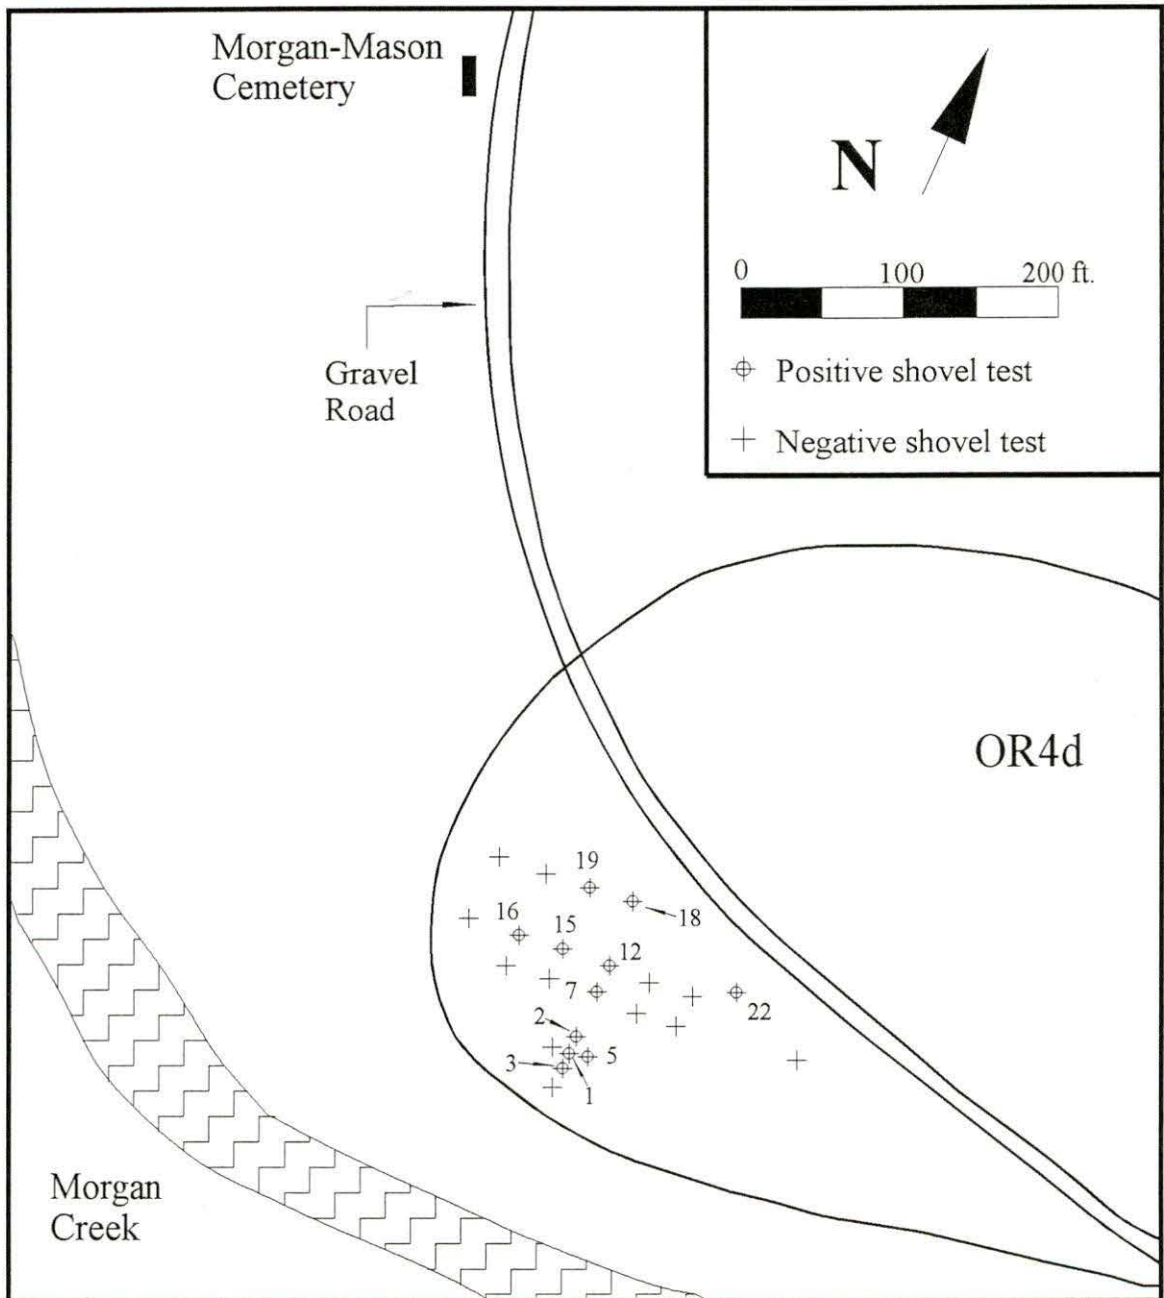 Morgan-Mason
Cemetery
N
0 100 200 ft.
Positive shovel test
Negative shovel test
Gravel
Road
OR4d
19
18
16
15
12
7
22
2
5
3
1
Morgan
Creek